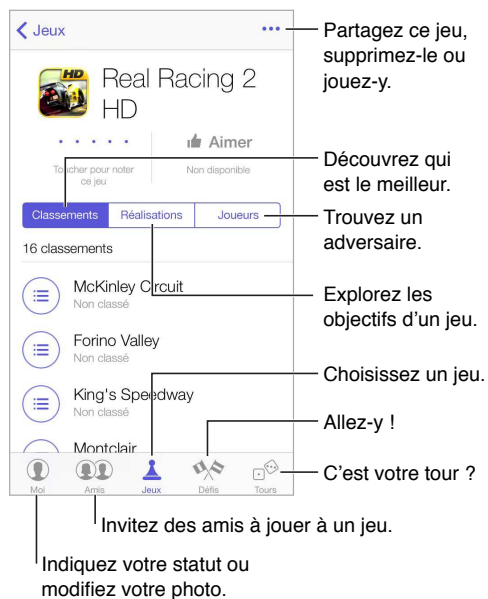 Jeux
Real Racing 2
HD
HD
Toucher pour noter
ce jeu
Aimer
Non disponible
Classements Réalisations Joueurs
16 classements
McKinley Circuit
Non classé
Forino Valley
Non classé
King's Speedway
Non classé
Montclair
Moi Amis Jeux Défis Tours
Partagez ce jeu,
supprimez-le ou
jouez-y.
Découvrez qui
est le meilleur.
Trouvez un
adversaire.
Explorez les
objectifs d'un jeu.
Choisissez un jeu.
Allez-y !
C'est votre tour ?
Invitez des amis à jouer à un jeu.
Indiquez votre statut ou
modifiez votre photo.